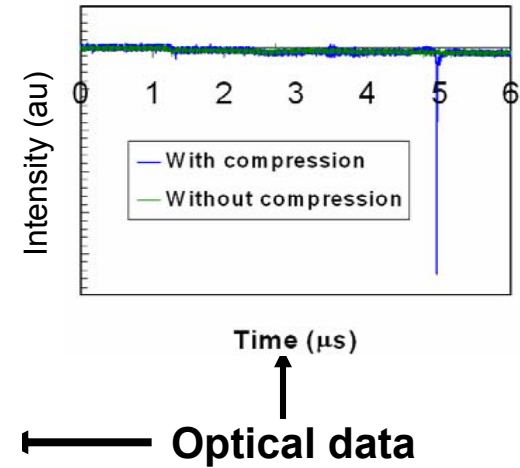 Intensity (au)
0 1 2 3 4 5 6
With compression
Without compression
Time (μs)
Optical data